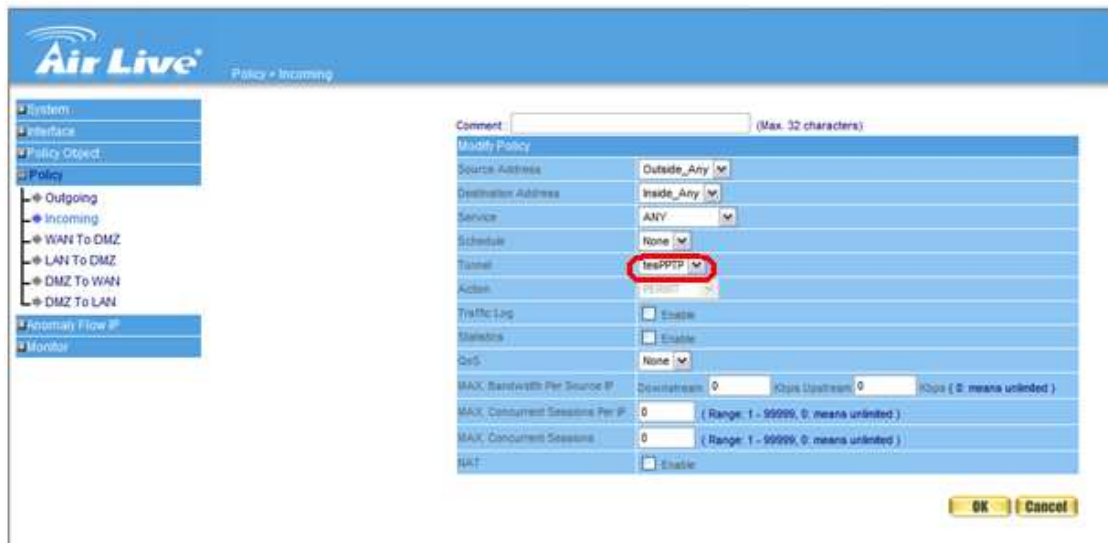 Air Live
Policy > Incoming
System
Interface
Policy Object
Policy
Outgoing
Incoming
WAN To DMZ
LAN To DMZ
DMZ To WAN
DMZ To LAN
Anomaly Flow IP
Monitor
Comment : (Max. 32 characters)
Modify Policy
Source Address Outside_Any
Destination Address Inside_Any
Service ANY
Schedule None
Tunnel tesPPTP
Action PERMIT
Traffic Log Enable
Statistics Enable
QoS None
MAX. Bandwidth Per Source IP Downstream 0 Kbps Upstream 0 Kbps ( 0: means unlimited )
MAX. Concurrent Sessions Per IP 0 ( Range: 1 - 99999, 0: means unlimited )
MAX. Concurrent Sessions 0 ( Range: 1 - 99999, 0: means unlimited )
NAT Enable
OK Cancel